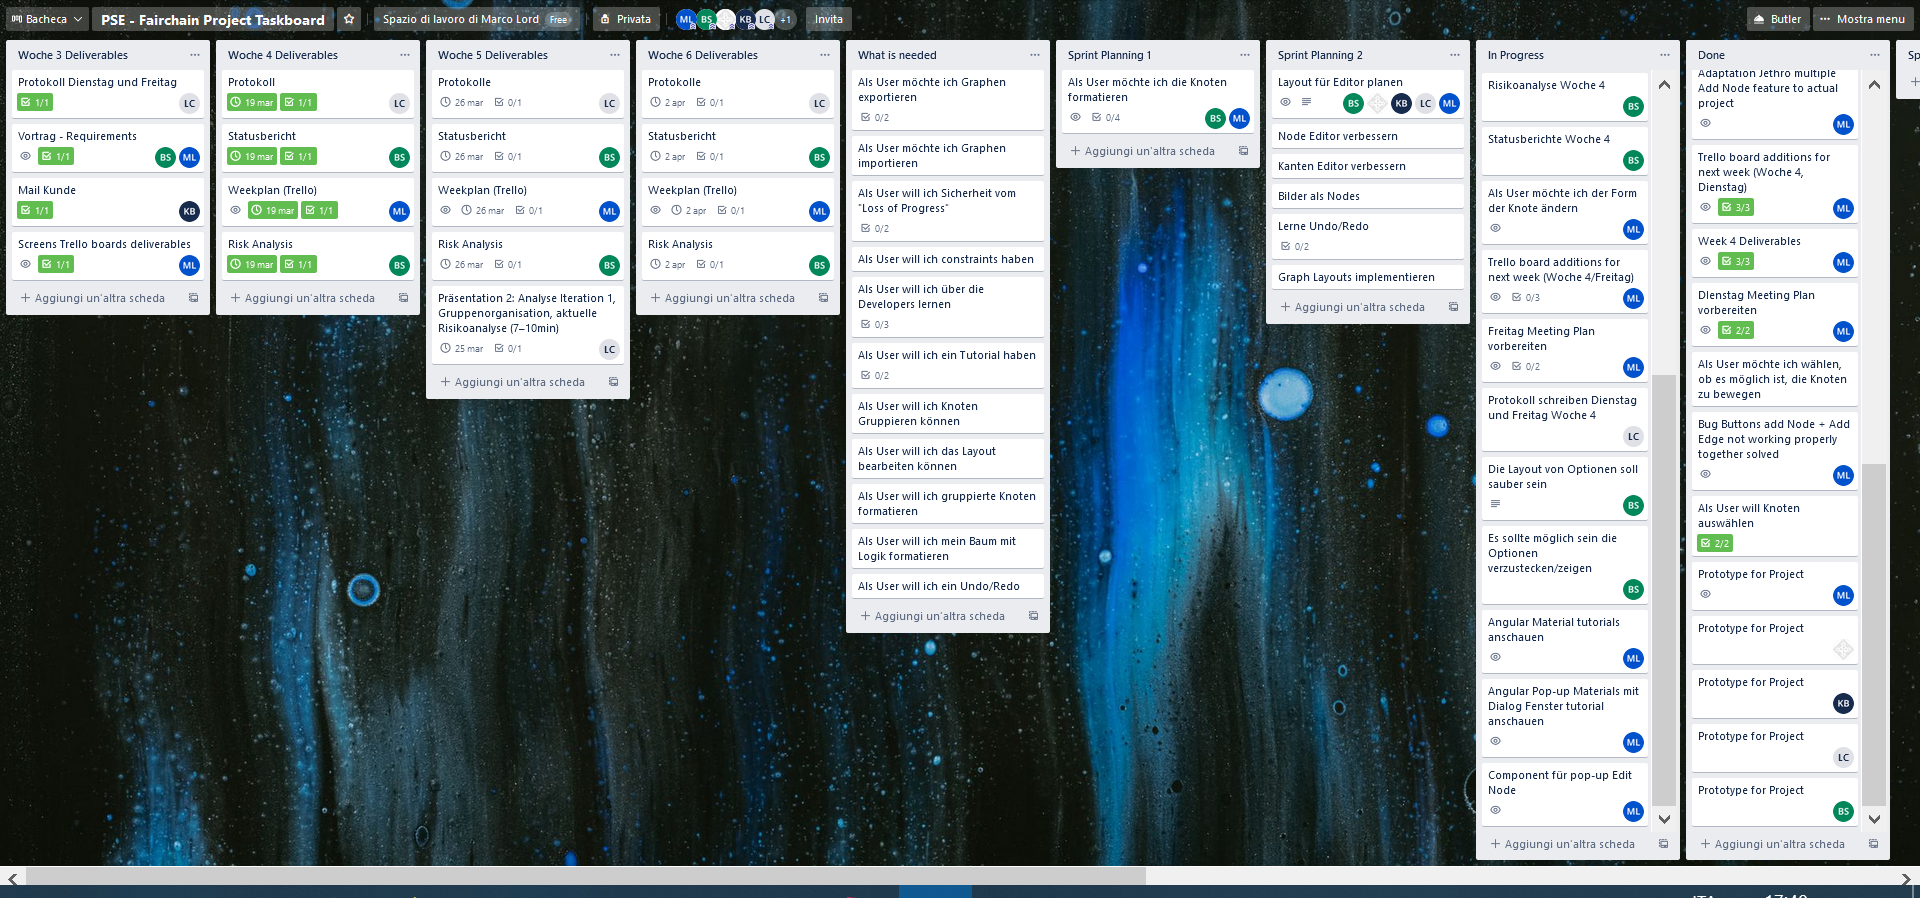 Bacheca
PSE - Fairchain Project Taskboard
Spazio di lavoro di Marco Lord Free
Privata
ML BS KB LC +1
Invita
Butler
Mostra menu
Woche 3 Deliverables
Protokoll Dienstag und Freitag
1/1 LC
Vortrag - Requirements
1/1 BS ML
Mail Kunde
1/1 KB
Screens Trello boards deliverables
1/1 ML
Aggiungi un'altra scheda
Woche 4 Deliverables
Protokoll
19 mar 1/1 LC
Statusbericht
19 mar 1/1 BS
Weekplan (Trello)
19 mar 1/1 ML
Risk Analysis
19 mar 1/1 BS
Aggiungi un'altra scheda
Woche 5 Deliverables
Protokolle
26 mar 0/1 LC
Statusbericht
26 mar 0/1 BS
Weekplan (Trello)
26 mar 0/1 ML
Risk Analysis
26 mar 0/1 BS
Präsentation 2: Analyse Iteration 1,
Gruppenorganisation, aktuelle
Risikoanalyse (7–10min)
25 mar 0/1 LC
Aggiungi un'altra scheda
Woche 6 Deliverables
Protokolle
2 apr 0/1 LC
Statusbericht
2 apr 0/1 BS
Weekplan (Trello)
2 apr 0/1 ML
Risk Analysis
2 apr 0/1 BS
Aggiungi un'altra scheda
What is needed
Als User möchte ich Graphen
exportieren
0/2
Als User möchte ich Graphen
importieren
Als User will ich Sicherheit vom
"Loss of Progress"
0/2
Als User will ich constraints haben
Als User will ich über die
Developers lernen
0/3
Als User will ich ein Tutorial haben
0/2
Als User will ich Knoten
Gruppieren können
Als User will ich das Layout
bearbeiten können
Als User will ich gruppierte Knoten
formatieren
Als User will ich mein Baum mit
Logik formatieren
Als User will ich ein Undo/Redo
Aggiungi un'altra scheda
Sprint Planning 1
Als User möchte ich die Knoten
formatieren
0/4 BS ML
Aggiungi un'altra scheda
Sprint Planning 2
Layout für Editor planen
BS KB LC ML
Node Editor verbessern
Kanten Editor verbessern
Bilder als Nodes
Lerne Undo/Redo
0/2
Graph Layouts implementieren
Aggiungi un'altra scheda
In Progress
Risikoanalyse Woche 4
BS
Statusberichte Woche 4
BS
Als User möchte ich der Form
der Knote ändern
ML
Trello board additions for
next week (Woche 4/Freitag)
0/3 ML
Freitag Meeting Plan
vorbereiten
0/2 ML
Protokoll schreiben Dienstag
und Freitag Woche 4
LC
Die Layout von Optionen soll
sauber sein
BS
Es sollte möglich sein die
Optionen
verzustecken/zeigen
BS
Angular Material tutorials
anschauen
ML
Angular Pop-up Materials mit
Dialog Fenster tutorial
anschauen
ML
Component für pop-up Edit
Node
ML
Aggiungi un'altra scheda
Done
Adaptation Jethro multiple
Add Node feature to actual
project
ML
Trello board additions for
next week (Woche 4,
Dienstag)
3/3 ML
Week 4 Deliverables
3/3 ML
DIenstag Meeting Plan
vorbereiten
2/2 ML
Als User möchte ich wählen,
ob es möglich ist, die Knoten
zu bewegen
Bug Buttons add Node + Add
Edge not working properly
together solved
ML
Als User will Knoten
auswählen
2/2
Prototype for Project
ML
Prototype for Project
Prototype for Project
KB
Prototype for Project
LC
Prototype for Project
BS
Aggiungi un'altra scheda
Sp